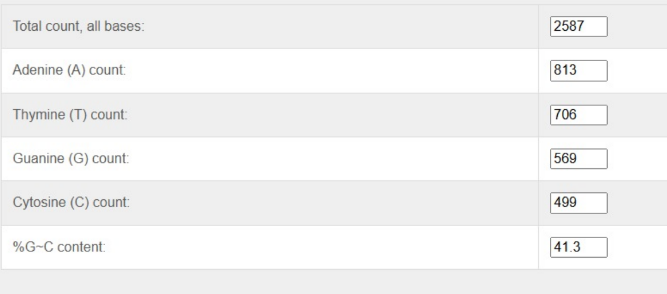 Total count, all bases: 2587
Adenine (A) count: 813
Thymine (T) count: 706
Guanine (G) count: 569
Cytosine (C) count: 499
%G~C content: 41.3